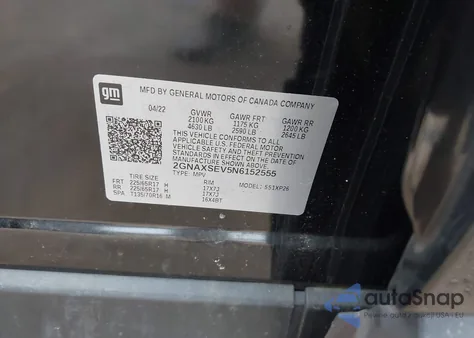 gm
MFD BY GENERAL MOTORS OF CANADA COMPANY
04/22 GVWR GAWR FRT GAWR RR
2100 KG 1175 KG 1200 KG
4630 LB 2590 LB 2645 LB
THIS VEHICLE CONFORMS TO ALL
APPLICABLE U.S. FEDERAL MOTOR
VEHICLE SAFETY, BUMPER, AND THEFT
PREVENTION STANDARDS IN EFFECT ON
THE DATE OF MANUFACTURE SHOWN ABOVE.
2GNAXSEV5N6152555
TYPE: MPV MODEL: 551XP26
TIRE SIZE RIM
FRT 225/65R17 H 17X7J
RR 225/65R17 H 17X7J
SPA T135/70R16 M 16X4BT
autoSnap